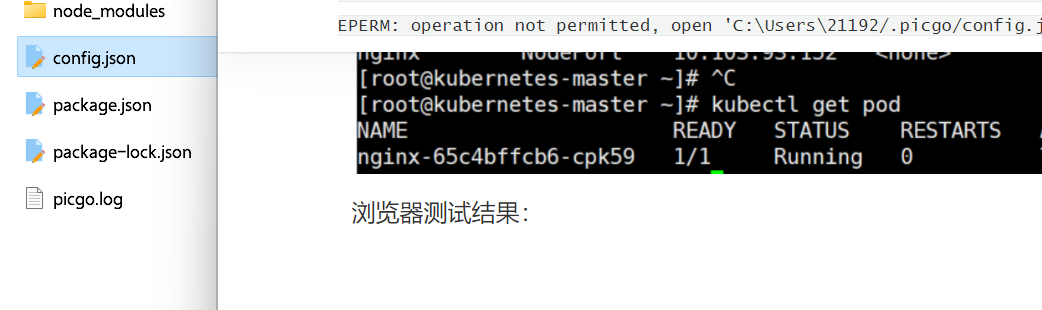 node_modules
config.json
package.json
package-lock.json
picgo.log
EPERM: operation not permitted, open 'C:\Users\21192/.picgo/config.j
nginx NodePort 10.103.93.152 <none>
[root@kubernetes-master ~]# ^C
[root@kubernetes-master ~]# kubectl get pod
NAME READY STATUS RESTARTS
nginx-65c4bffcb6-cpk59 1/1 Running 0
浏览器测试结果：